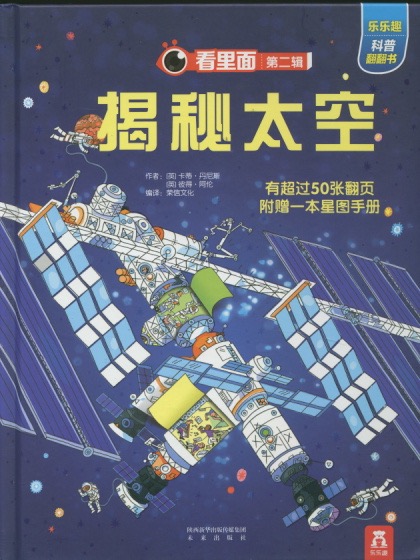 乐乐趣
科普
翻翻书
看里面 第二辑
揭秘太空
作者：[英] 卡蒂·丹尼斯
[英] 彼得·阿伦
编译：荣信文化
有超过50张翻页
附赠一本星图手册
陕西新华出版传媒集团
未来出版社
乐乐趣